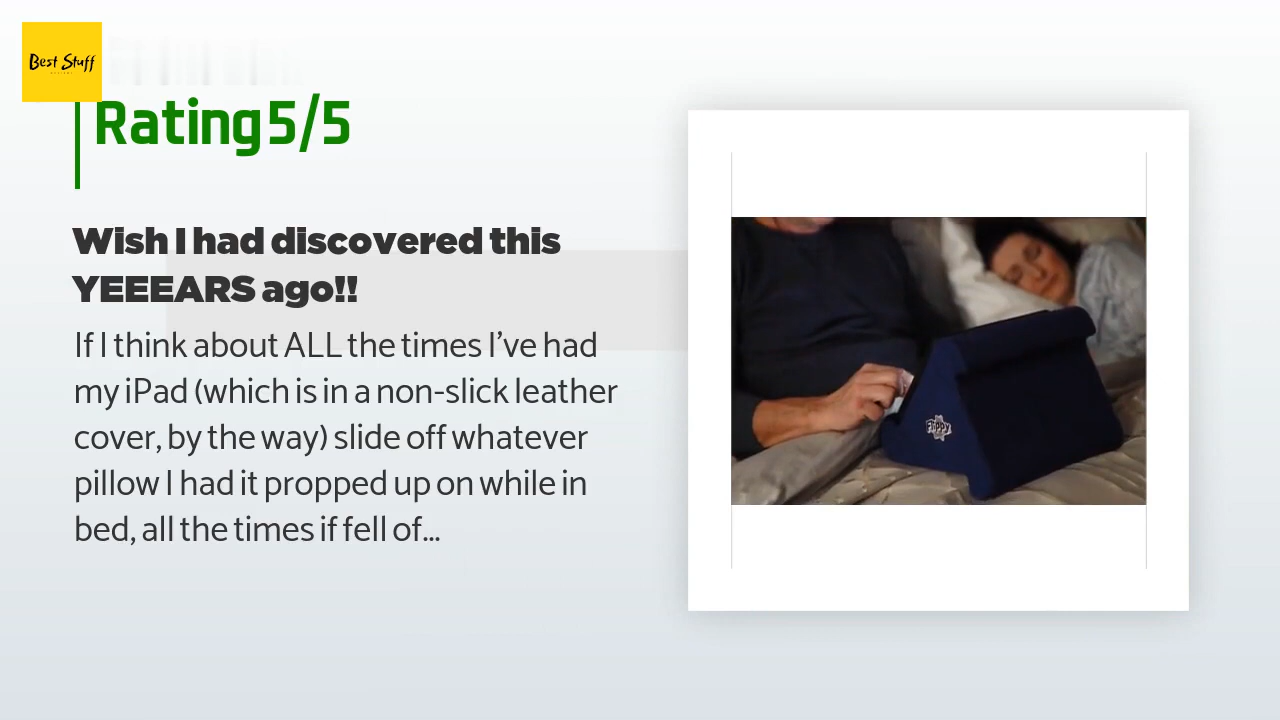 Best Stuff
Rating 5/5
Wish I had discovered this
YEEEARS ago!!
If I think about ALL the times I've had
my iPad (which is in a non-slick leather
cover, by the way) slide off whatever
pillow I had it propped up on while in
bed, all the times if fell of...
Flippy